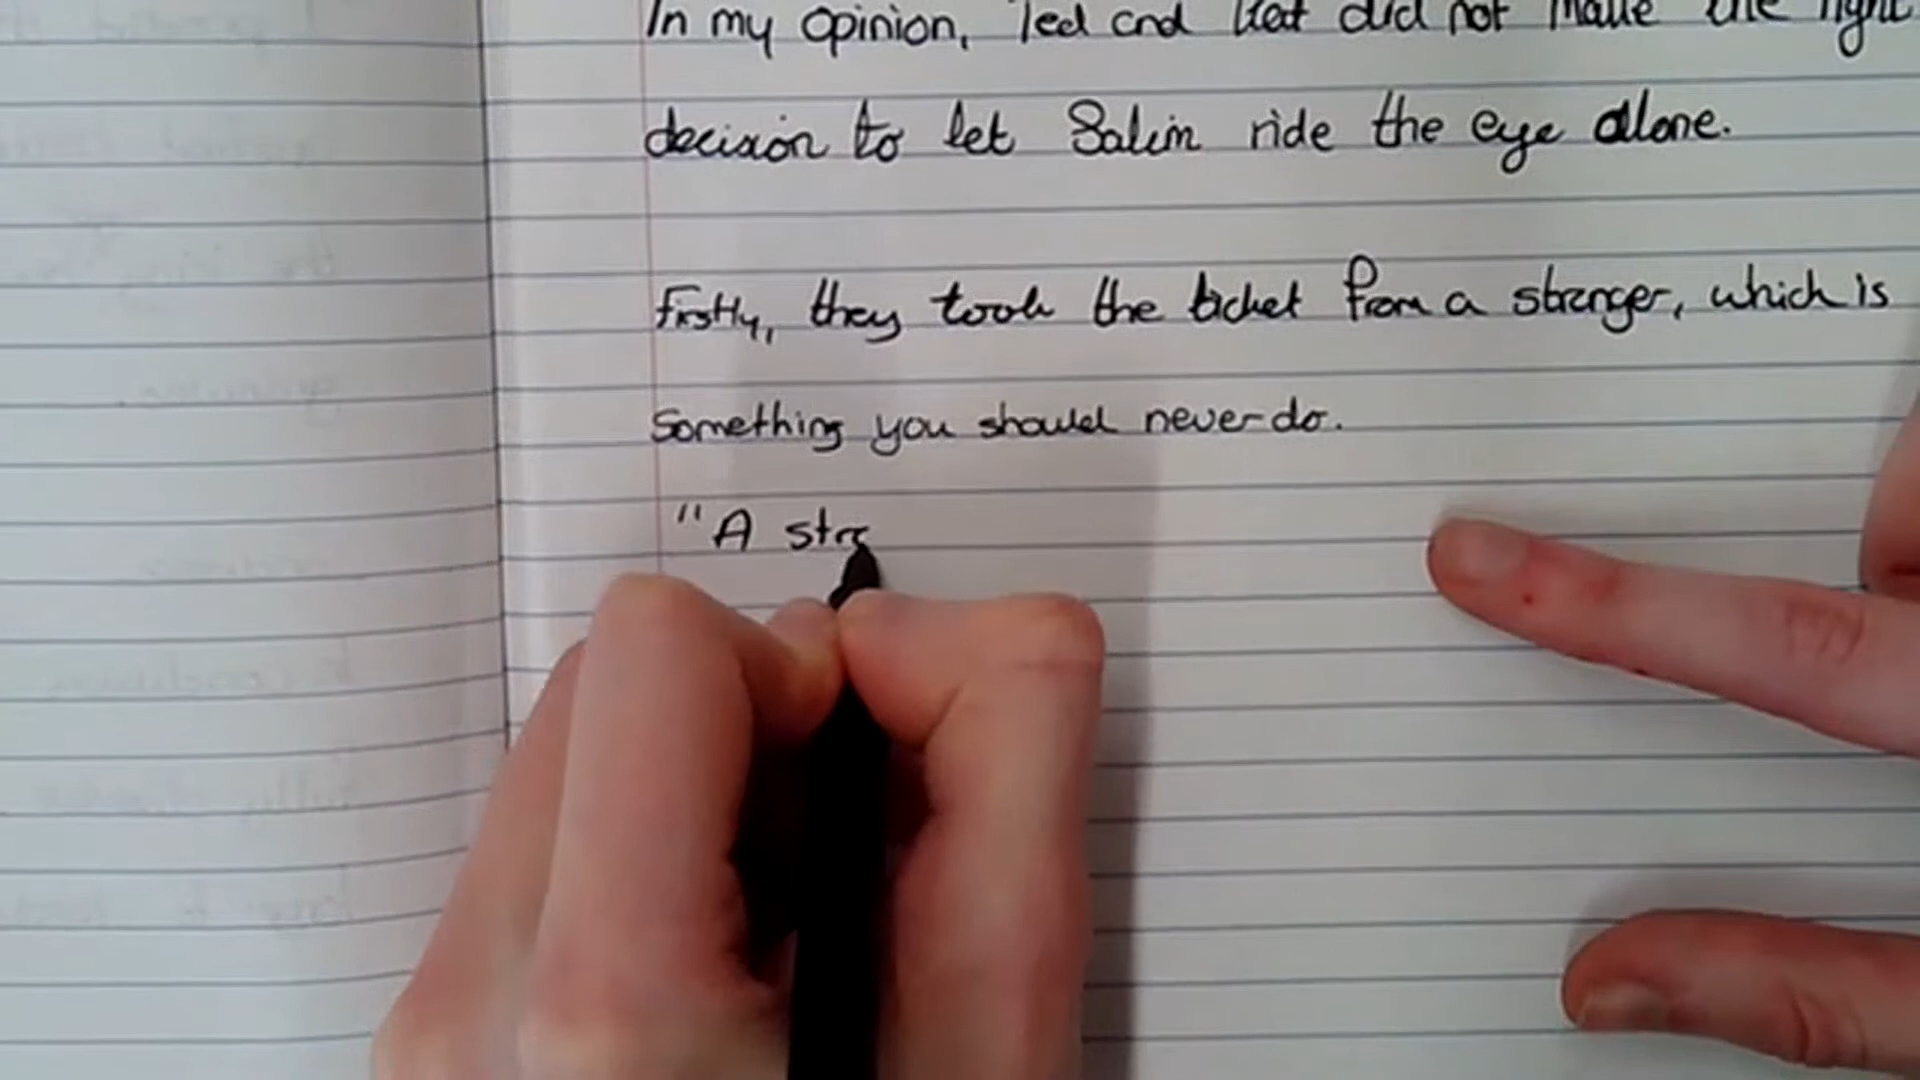 In my opinion, Ted and Kat did not make the right
decision to let Salim ride the eye alone.
firstly, they took the ticket from a stranger, which is
Something you should never do.
"A stra